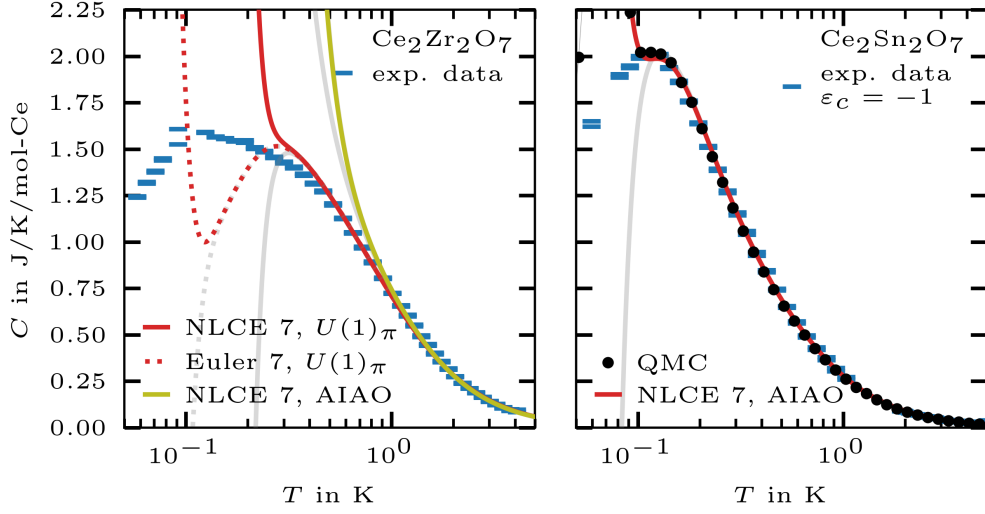 C in J/K/mol-Ce
2.25
2.00
1.75
1.50
1.25
1.00
0.75
0.50
0.25
0.00
Ce₂Zr₂O₇
exp. data
NLCE 7, U(1)π
Euler 7, U(1)π
NLCE 7, AIAO
10⁻¹
10⁰
T in K
Ce₂Sn₂O₇
exp. data
εc = −1
QMC
NLCE 7, AIAO
10⁻¹
10⁰
T in K